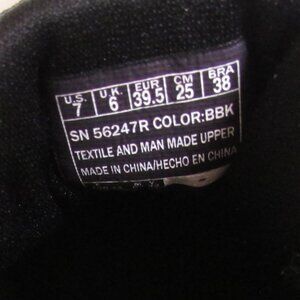 U.S. U.K. EUR CM BRA
7 6 39.5 25 38
SN 56247R COLOR:BBK
TEXTILE AND MAN MADE UPPER
MADE IN CHINA/HECHO EN CHINA